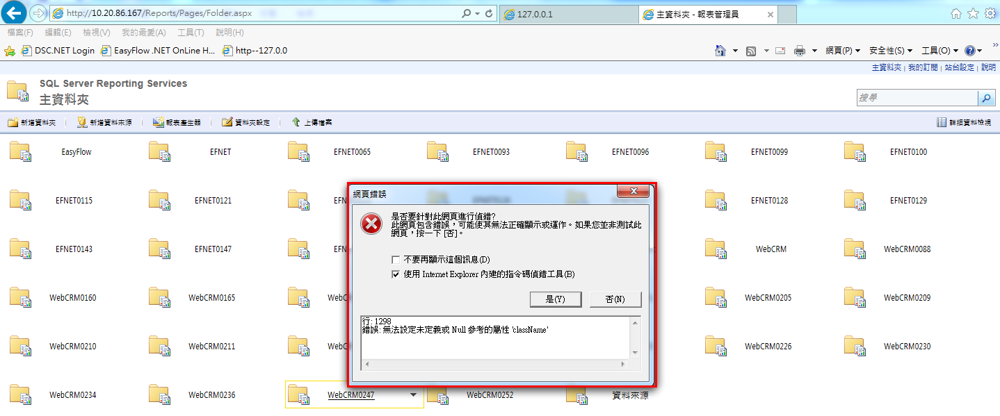 http://10.20.86.167/Reports/Pages/Folder.aspx
127.0.0.1
主資料夾 - 報表管理員
檔案(F) 編輯(E) 檢視(V) 我的最愛(A) 工具(T) 說明(H)
DSC.NET Login EasyFlow .NET OnLine H... http--127.0.0
網頁(P) 安全性(S) 工具(O)
主資料夾 | 我的訂閱 | 站台設定 | 說明
SQL Server Reporting Services
主資料夾
搜尋
新增資料夾 新增資料來源 報表產生器 資料夾設定 上傳檔案 詳細資料檢視
EasyFlow EFNET EFNET0065 EFNET0093 EFNET0096 EFNET0099 EFNET0100
EFNET0115 EFNET0121 EFN EFNET0128 EFNET0129
EFNET0143 EFNET0147 EFN WebCRM WebCRM0088
WebCRM0160 WebCRM0165 WebC WebCRM0205 WebCRM0209
WebCRM0210 WebCRM0211 WebC WebCRM0226 WebCRM0230
WebCRM0234 WebCRM0236 WebCRM0247 WebCRM0252 資料來源
網頁錯誤
是否要針對此網頁進行偵錯?
此網頁包含錯誤，可能使其無法正確顯示或運作。如果您並非測試此
網頁，按一下 [否]。
不要再顯示這個訊息(D)
使用 Internet Explorer 內建的指令碼偵錯工具(B)
是(Y) 否(N)
行: 1298
錯誤: 無法設定未定義或 Null 參考的屬性 'className'